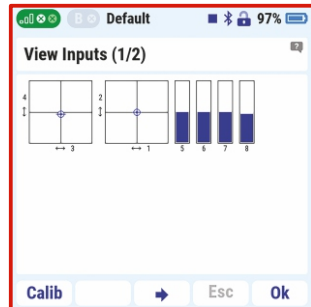 B Default 97%
View Inputs (1/2)
4 2
3 1 5 6 7 8
Calib Esc Ok